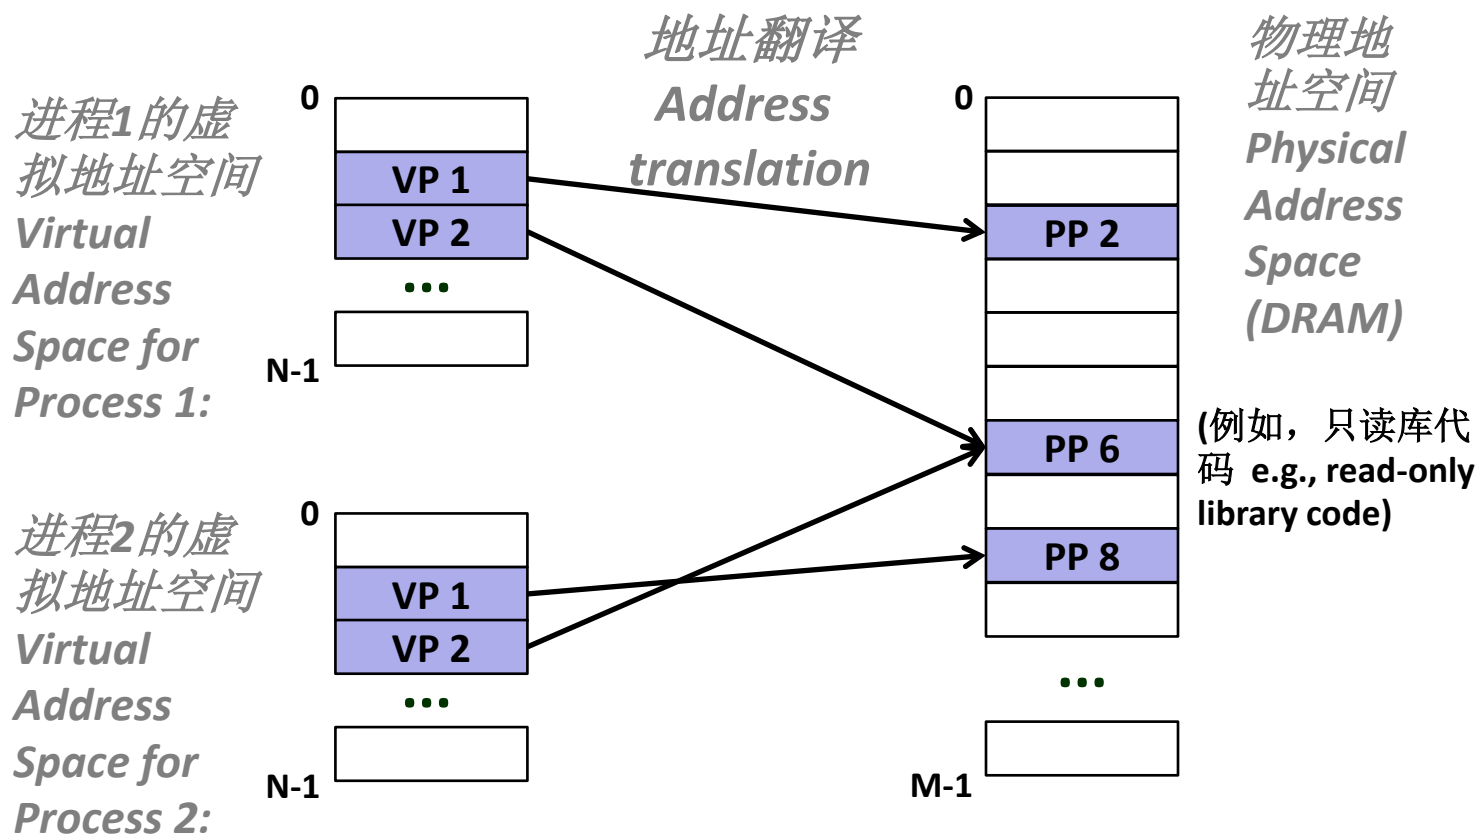 地址翻译
Address
translation
物理地
址空间
Physical
Address
Space
(DRAM)
进程1的虚
拟地址空间
Virtual
Address
Space for
Process 1:
0
VP 1
VP 2
...
N-1
0
PP 2
PP 6
PP 8
...
M-1
(例如，只读库代
码 e.g., read-only
library code)
进程2的虚
拟地址空间
Virtual
Address
Space for
Process 2:
0
VP 1
VP 2
...
N-1